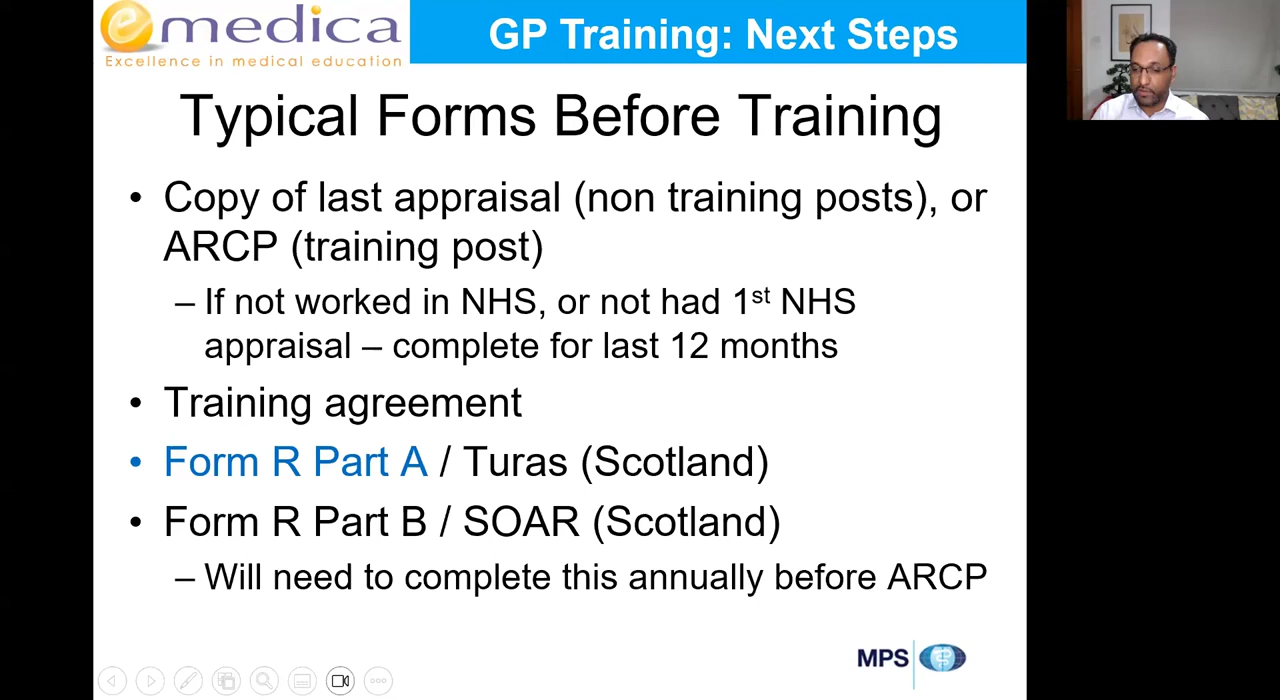 emedica
Excellence in medical education
GP Training: Next Steps
Typical Forms Before Training
• Copy of last appraisal (non training posts), or
ARCP (training post)
– If not worked in NHS, or not had 1st NHS
appraisal – complete for last 12 months
• Training agreement
• Form R Part A / Turas (Scotland)
• Form R Part B / SOAR (Scotland)
– Will need to complete this annually before ARCP
MPS